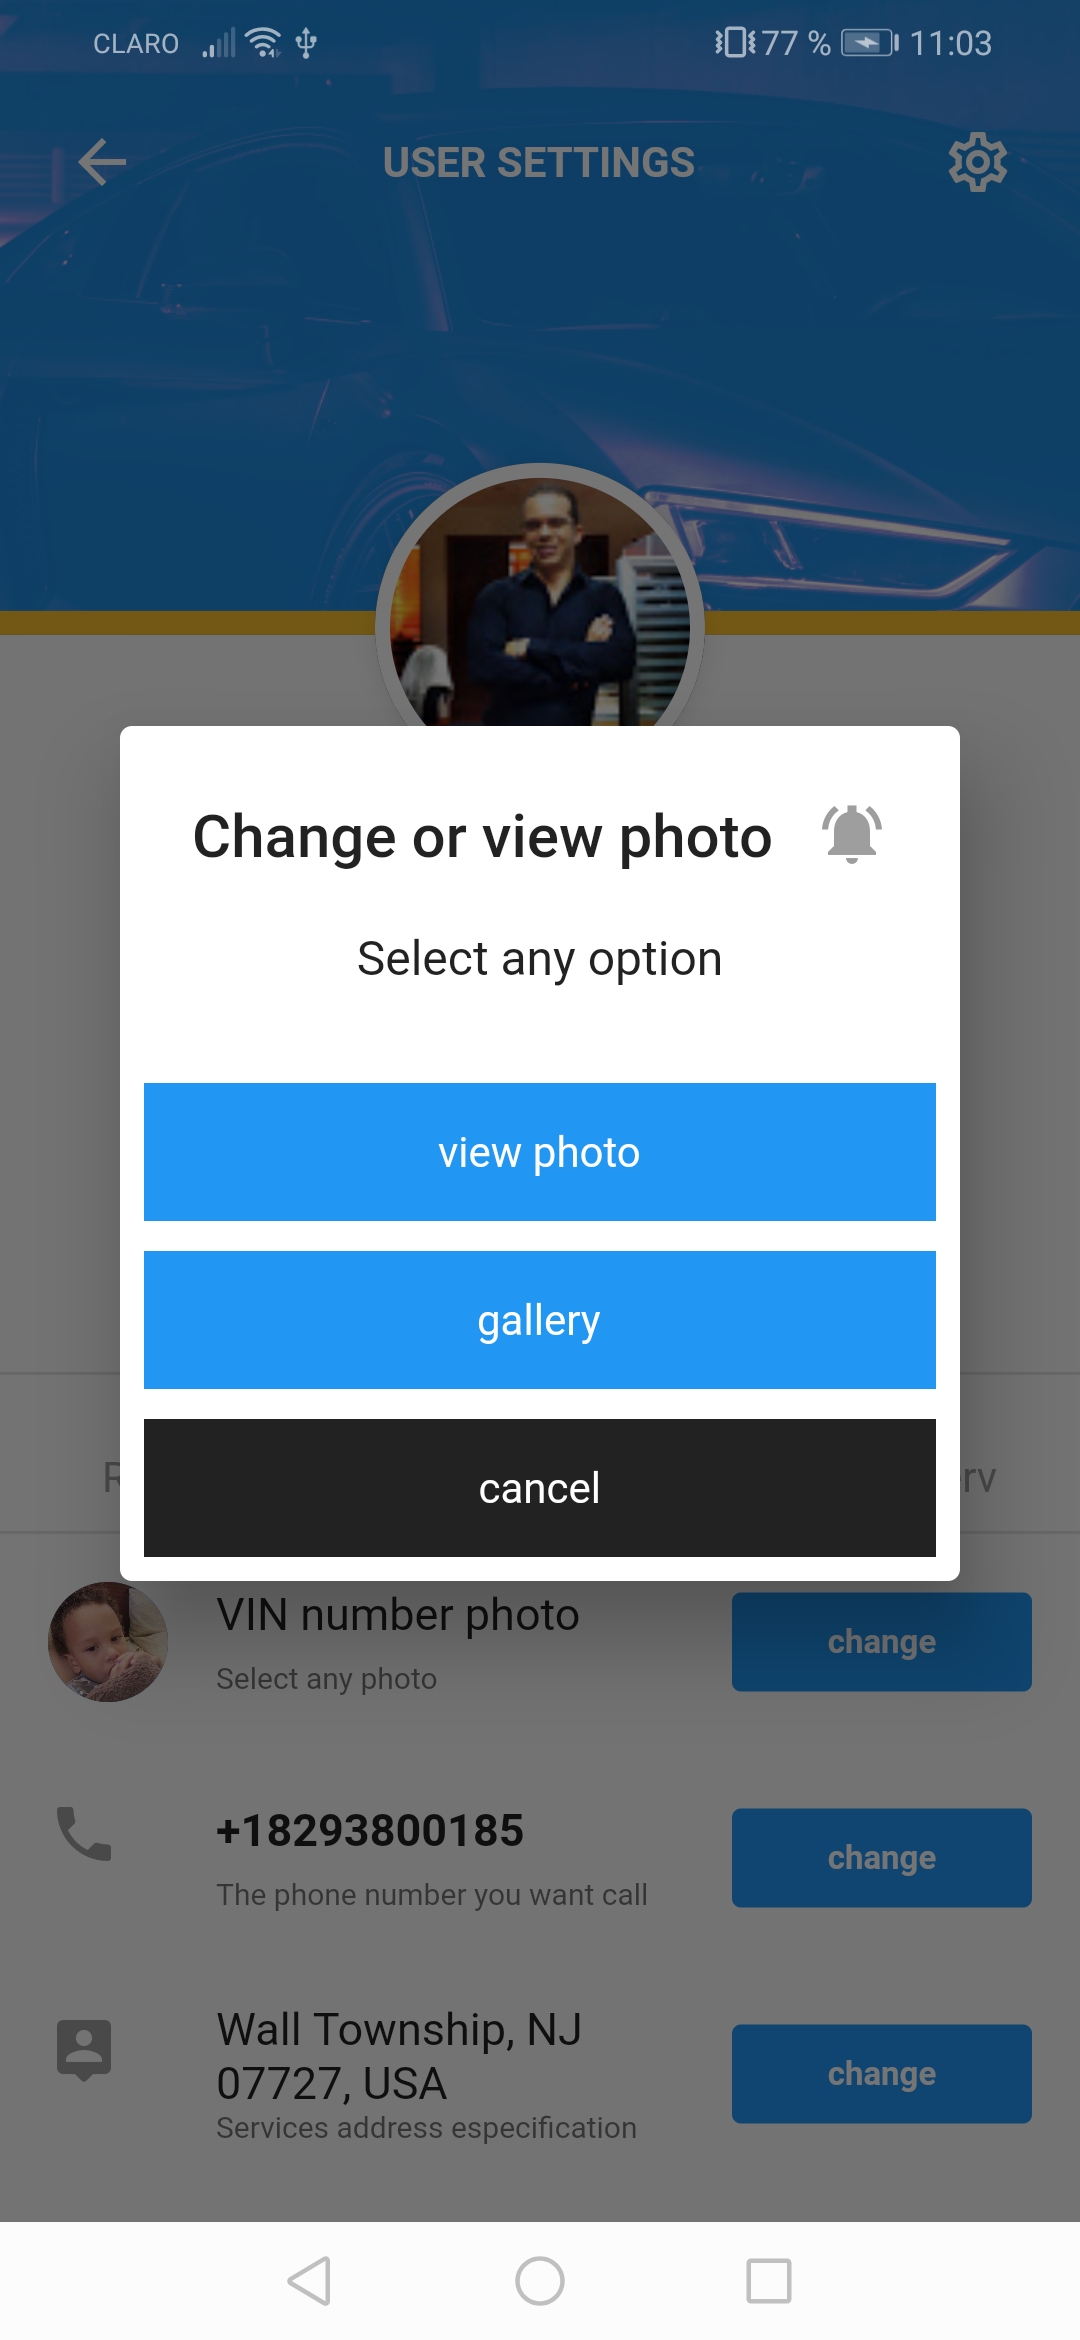 CLARO 77 % 11:03
USER SETTINGS
Change or view photo
Select any option
view photo
gallery
cancel
R erv
VIN number photo
Select any photo
change
+18293800185
The phone number you want call
change
Wall Township, NJ
07727, USA
Services address especification
change